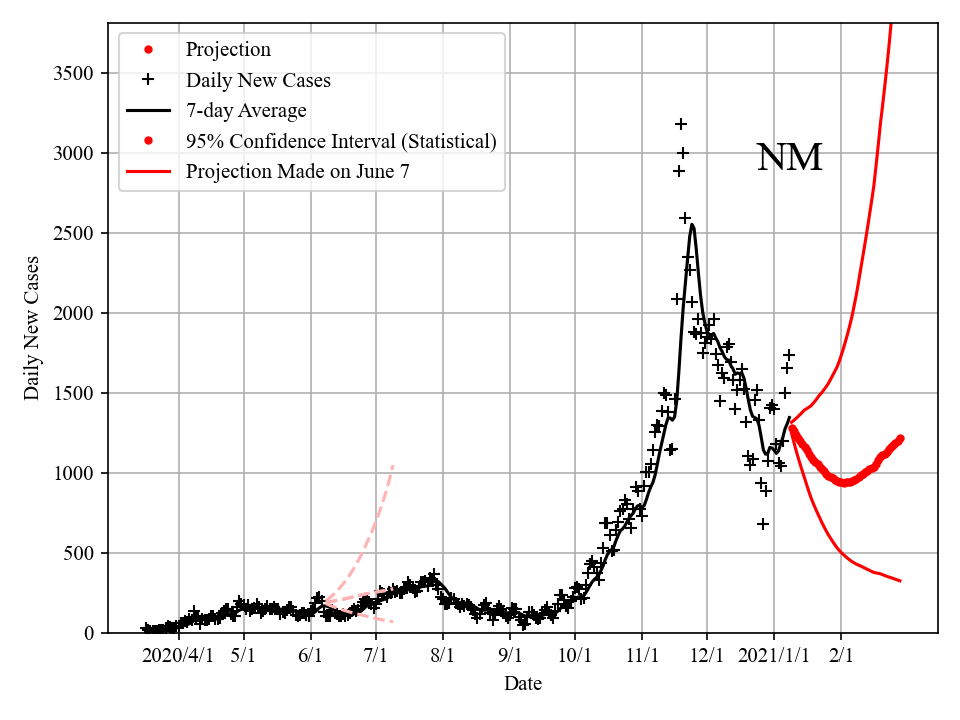 Projection
Daily New Cases
7-day Average
95% Confidence Interval (Statistical)
Projection Made on June 7
NM
3500
3000
2500
2000
1500
1000
500
0
Daily New Cases
2020/4/1 5/1 6/1 7/1 8/1 9/1 10/1 11/1 12/1 2021/1/1 2/1
Date